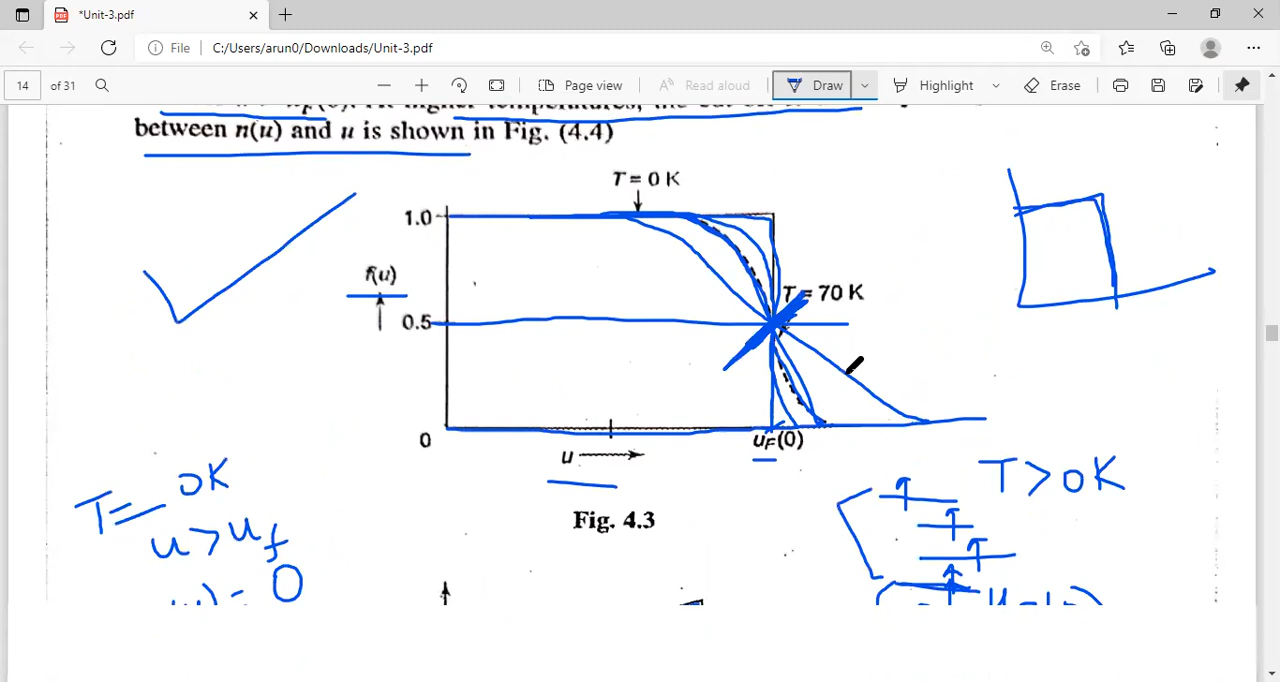 *Unit-3.pdf
File C:/Users/arun0/Downloads/Unit-3.pdf
14 of 31 Page view Read aloud Draw Highlight Erase
between n(u) and u is shown in Fig. (4.4)
T = 0 K
1.0
f(u)
T = 70 K
0.5
0
uF(0)
u
Fig. 4.3
T = 0K
u > uf
0
T > 0K